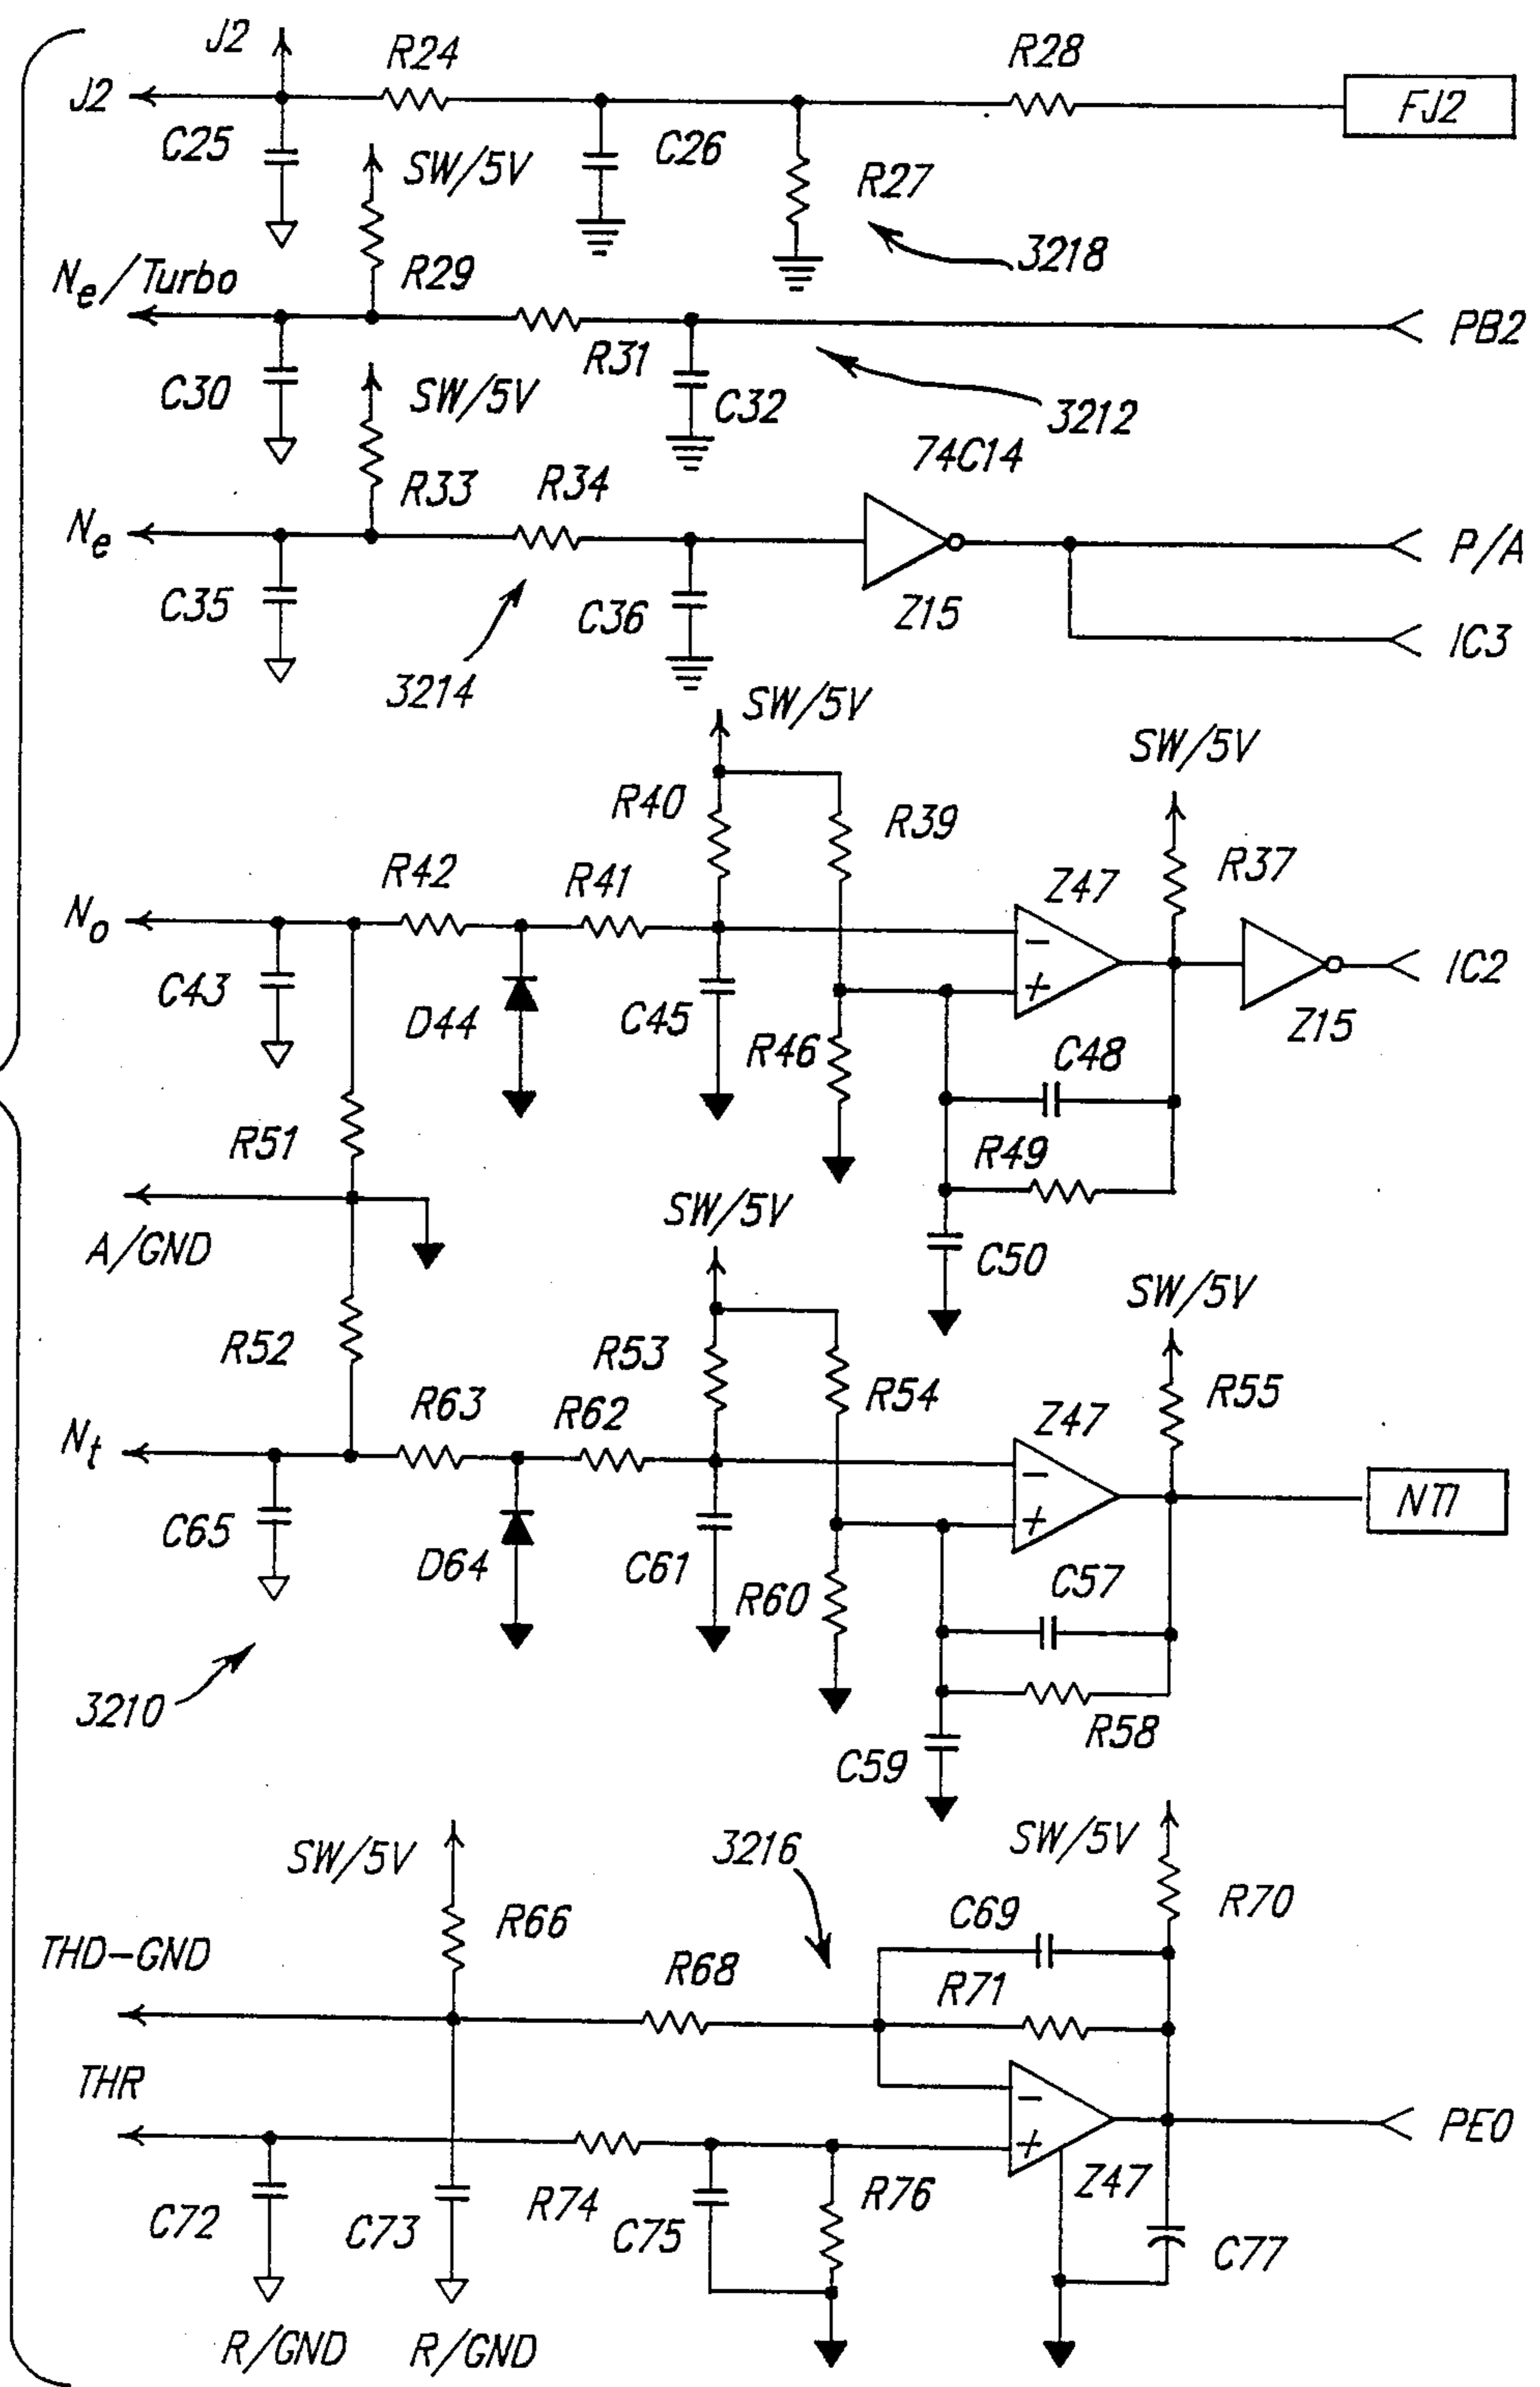 J2
R24
R28
J2
FJ2
C25
SW/5V
C26
R27
3218
Ne/Turbo
R29
PB2
R31
C30
SW/5V
C32
3212
74C14
R33
R34
Ne
P/A
C35
C36
Z15
IC3
3214
SW/5V
SW/5V
R40
R39
R42
R41
Z47
R37
No
−
IC2
C43
D44
C45
+
Z15
R46
C48
R51
R49
SW/5V
A/GND
C50
SW/5V
R52
R53
R54
R55
R63
R62
Z47
Nt
−
NTI
C65
D64
C61
+
R60
C57
3210
R58
C59
SW/5V
3216
SW/5V
R66
C69
R70
THD-GND
R68
R71
THR
−
+
PE0
C72
C73
R74
C75
R76
Z47
C77
R/GND
R/GND